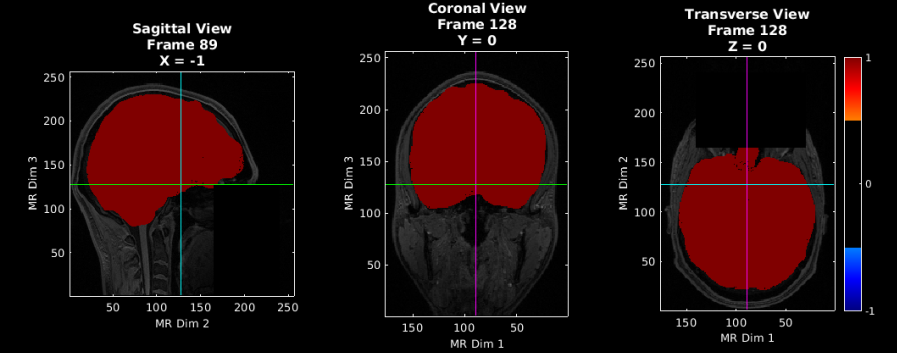 Sagittal View
Frame 89
X = -1
250
200
150
100
50
50
100
150
200
250
MR Dim 3
MR Dim 2
Coronal View
Frame 128
Y = 0
250
200
150
100
50
150
100
50
MR Dim 3
MR Dim 1
Transverse View
Frame 128
Z = 0
250
200
150
100
50
150
100
50
MR Dim 2
MR Dim 1
1
0
-1